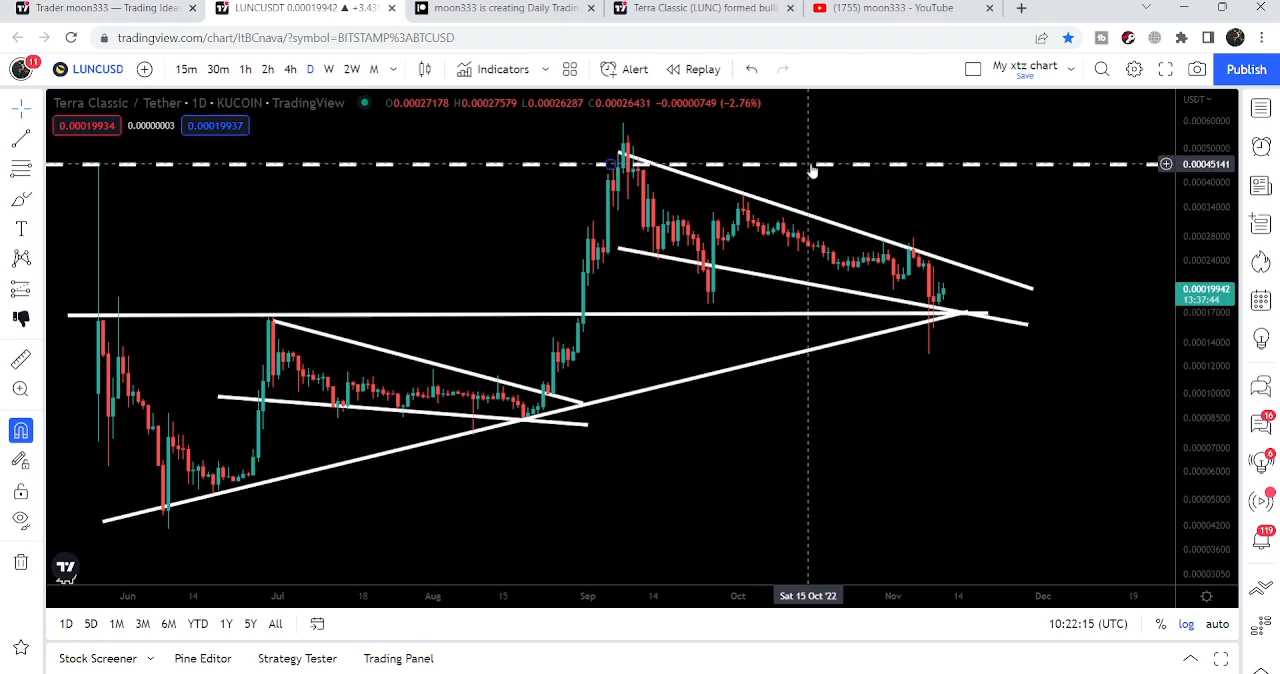 Trader moon333 — Trading Ideas
LUNCUSDT 0.00019942 ▲ +3.43%
moon333 is creating Daily Tradin
Terra Classic (LUNC) formed bulli
(1755) moon333 - YouTube
tradingview.com/chart/ItBCnava/?symbol=BITSTAMP%3ABTCUSD
11
LUNCUSD
15m 30m 1h 2h 4h D W 2W M
Indicators
Alert
Replay
My xtz chart
Save
Publish
Terra Classic / Tether • 1D • KUCOIN • TradingView
O0.00027178 H0.00027579 L0.00026287 C0.00026431 −0.00000749 (−2.76%)
0.00019934 0.00000003 0.00019937
USDT
0.00060000
0.00050000
0.00045141
0.00040000
0.00034000
0.00028000
0.00024000
0.00019942
13:37:44
0.00017000
0.00014000
0.00012000
0.00010000
0.00008500
0.00007000
0.00006000
0.00005000
0.00004200
0.00003600
0.00003050
16
6
119
Jun 14 Jul 18 Aug 15 Sep 14 Oct Sat 15 Oct '22 Nov 14 Dec 19
1D 5D 1M 3M 6M YTD 1Y 5Y All
10:22:15 (UTC) % log auto
Stock Screener Pine Editor Strategy Tester Trading Panel